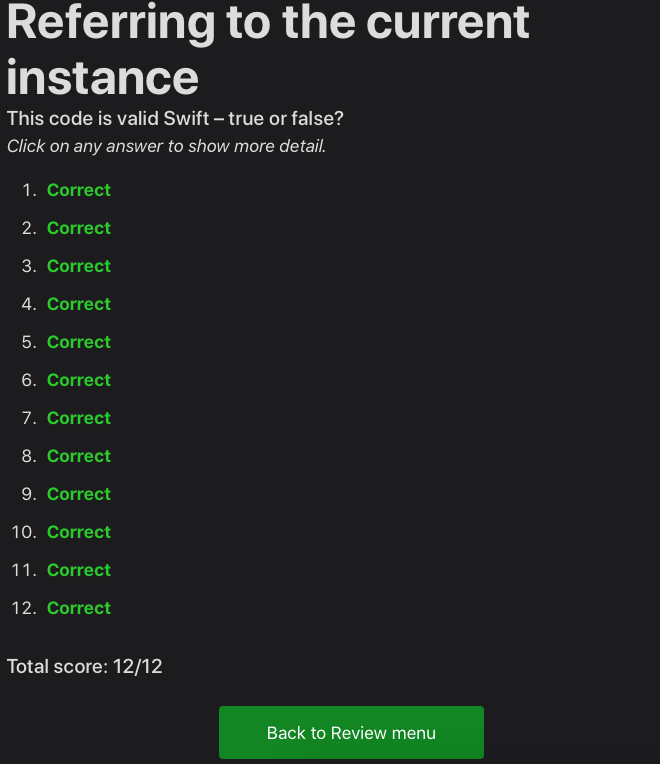 Referring to the current
instance
This code is valid Swift – true or false?
Click on any answer to show more detail.
1. Correct
2. Correct
3. Correct
4. Correct
5. Correct
6. Correct
7. Correct
8. Correct
9. Correct
10. Correct
11. Correct
12. Correct
Total score: 12/12
Back to Review menu